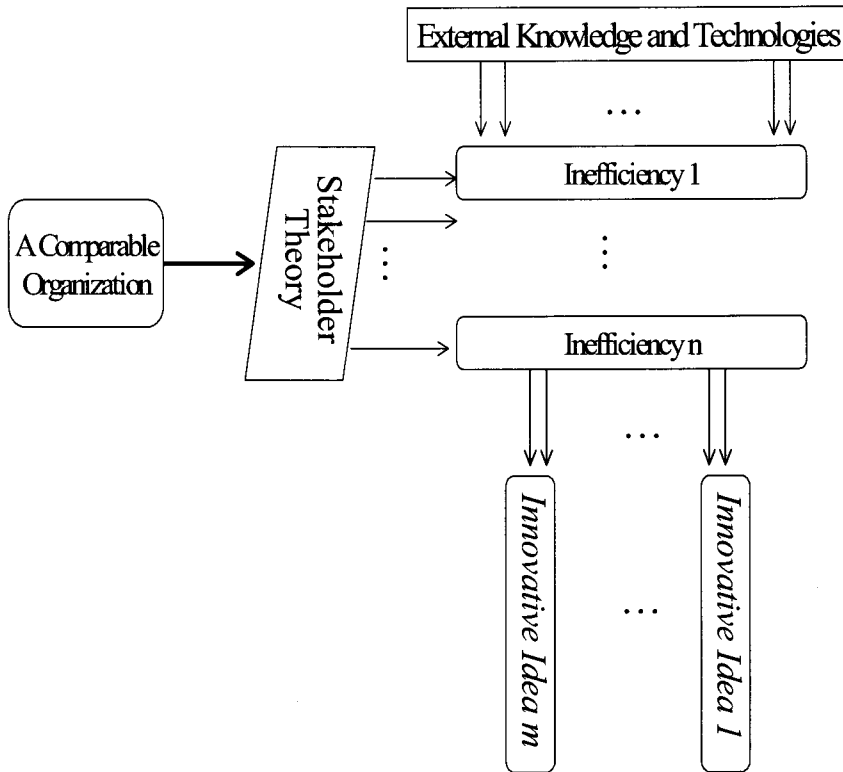 External Knowledge and Technologies
...
Inefficiency 1
Stakeholder
Theory
A Comparable
Organization
...
...
Inefficiency n
...
Innovative Idea m
...
Innovative Idea 1